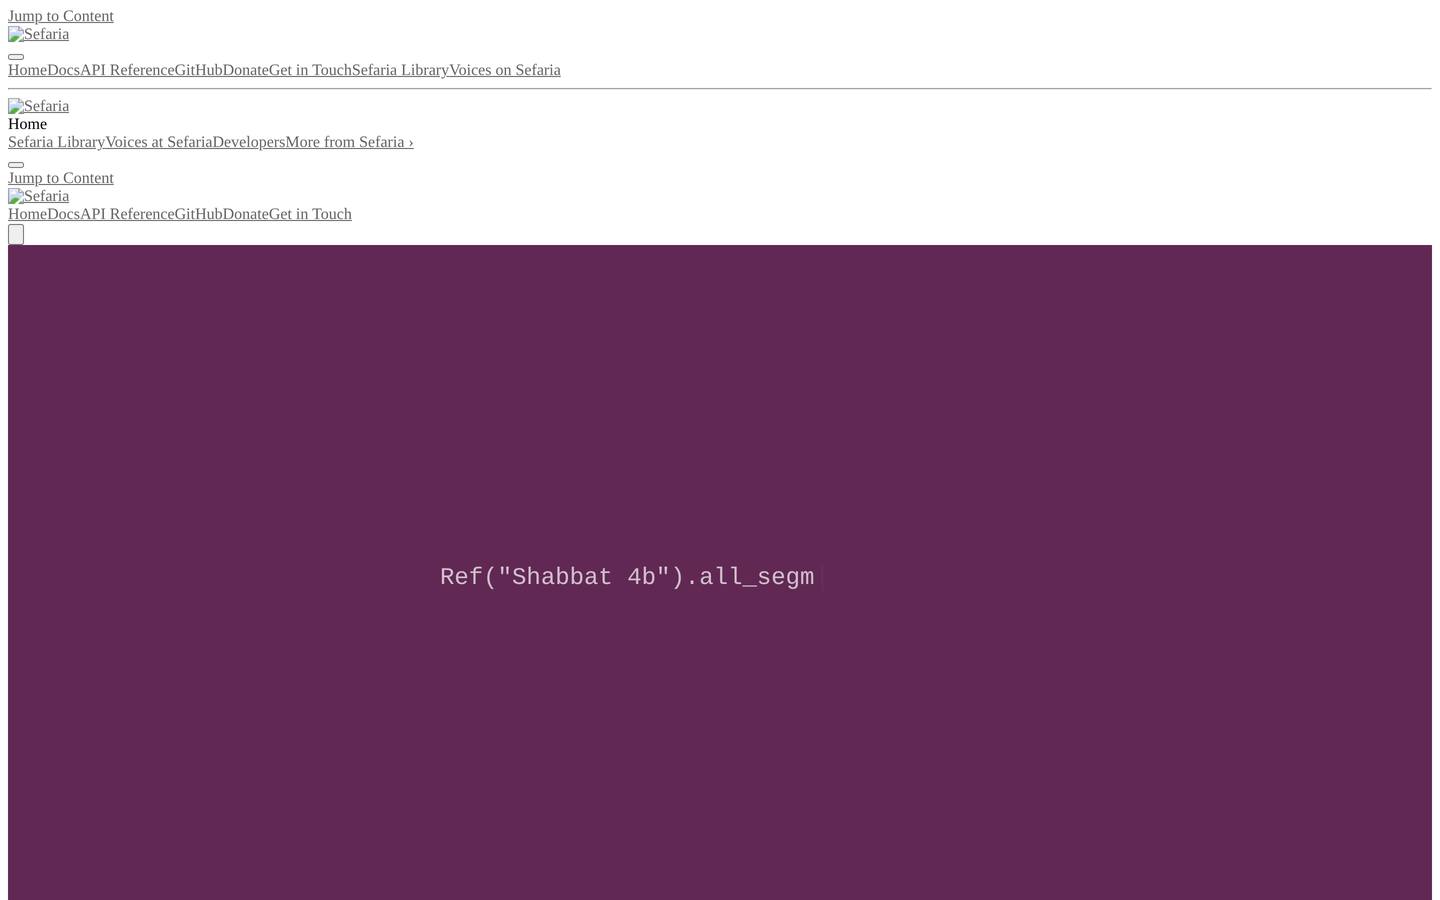 Jump to Content
Sefaria
HomeDocsAPI ReferenceGitHubDonateGet in TouchSefaria LibraryVoices on Sefaria
Sefaria
Home
Sefaria LibraryVoices at SefariaDevelopersMore from Sefaria ›
Jump to Content
Sefaria
HomeDocsAPI ReferenceGitHubDonateGet in Touch
Ref("Shabbat 4b").all_segm